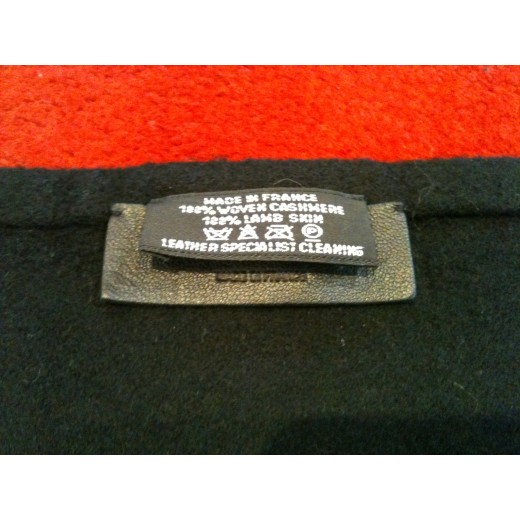 MADE IN FRANCE
100% WOVEN CASHMERE
100% LAMB SKIN
P
LEATHER SPECIALIST CLEANING